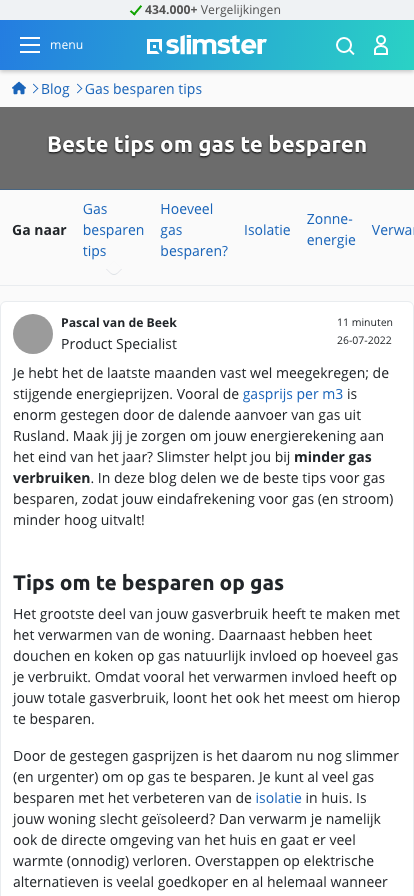 434.000+ Vergelijkingen
menu
slimster
Blog
Gas besparen tips
Beste tips om gas te besparen
Ga naar
Gas
besparen
tips
Hoeveel
gas
besparen?
Isolatie
Zonne-
energie
Verwar
Pascal van de Beek
11 minuten
Product Specialist
26-07-2022
Je hebt het de laatste maanden vast wel meegekregen; de
stijgende energieprijzen. Vooral de gasprijs per m3 is
enorm gestegen door de dalende aanvoer van gas uit
Rusland. Maak jij je zorgen om jouw energierekening aan
het eind van het jaar? Slimster helpt jou bij minder gas
verbruiken. In deze blog delen we de beste tips voor gas
besparen, zodat jouw eindafrekening voor gas (en stroom)
minder hoog uitvalt!
Tips om te besparen op gas
Het grootste deel van jouw gasverbruik heeft te maken met
het verwarmen van de woning. Daarnaast hebben heet
douchen en koken op gas natuurlijk invloed op hoeveel gas
je verbruikt. Omdat vooral het verwarmen invloed heeft op
jouw totale gasverbruik, loont het ook het meest om hierop
te besparen.
Door de gestegen gasprijzen is het daarom nu nog slimmer
(en urgenter) om op gas te besparen. Je kunt al veel gas
besparen met het verbeteren van de isolatie in huis. Is
jouw woning slecht geïsoleerd? Dan verwarm je namelijk
ook de directe omgeving van het huis en gaat er veel
warmte (onnodig) verloren. Overstappen op elektrische
alternatieven is veelal goedkoper en al helemaal wanneer